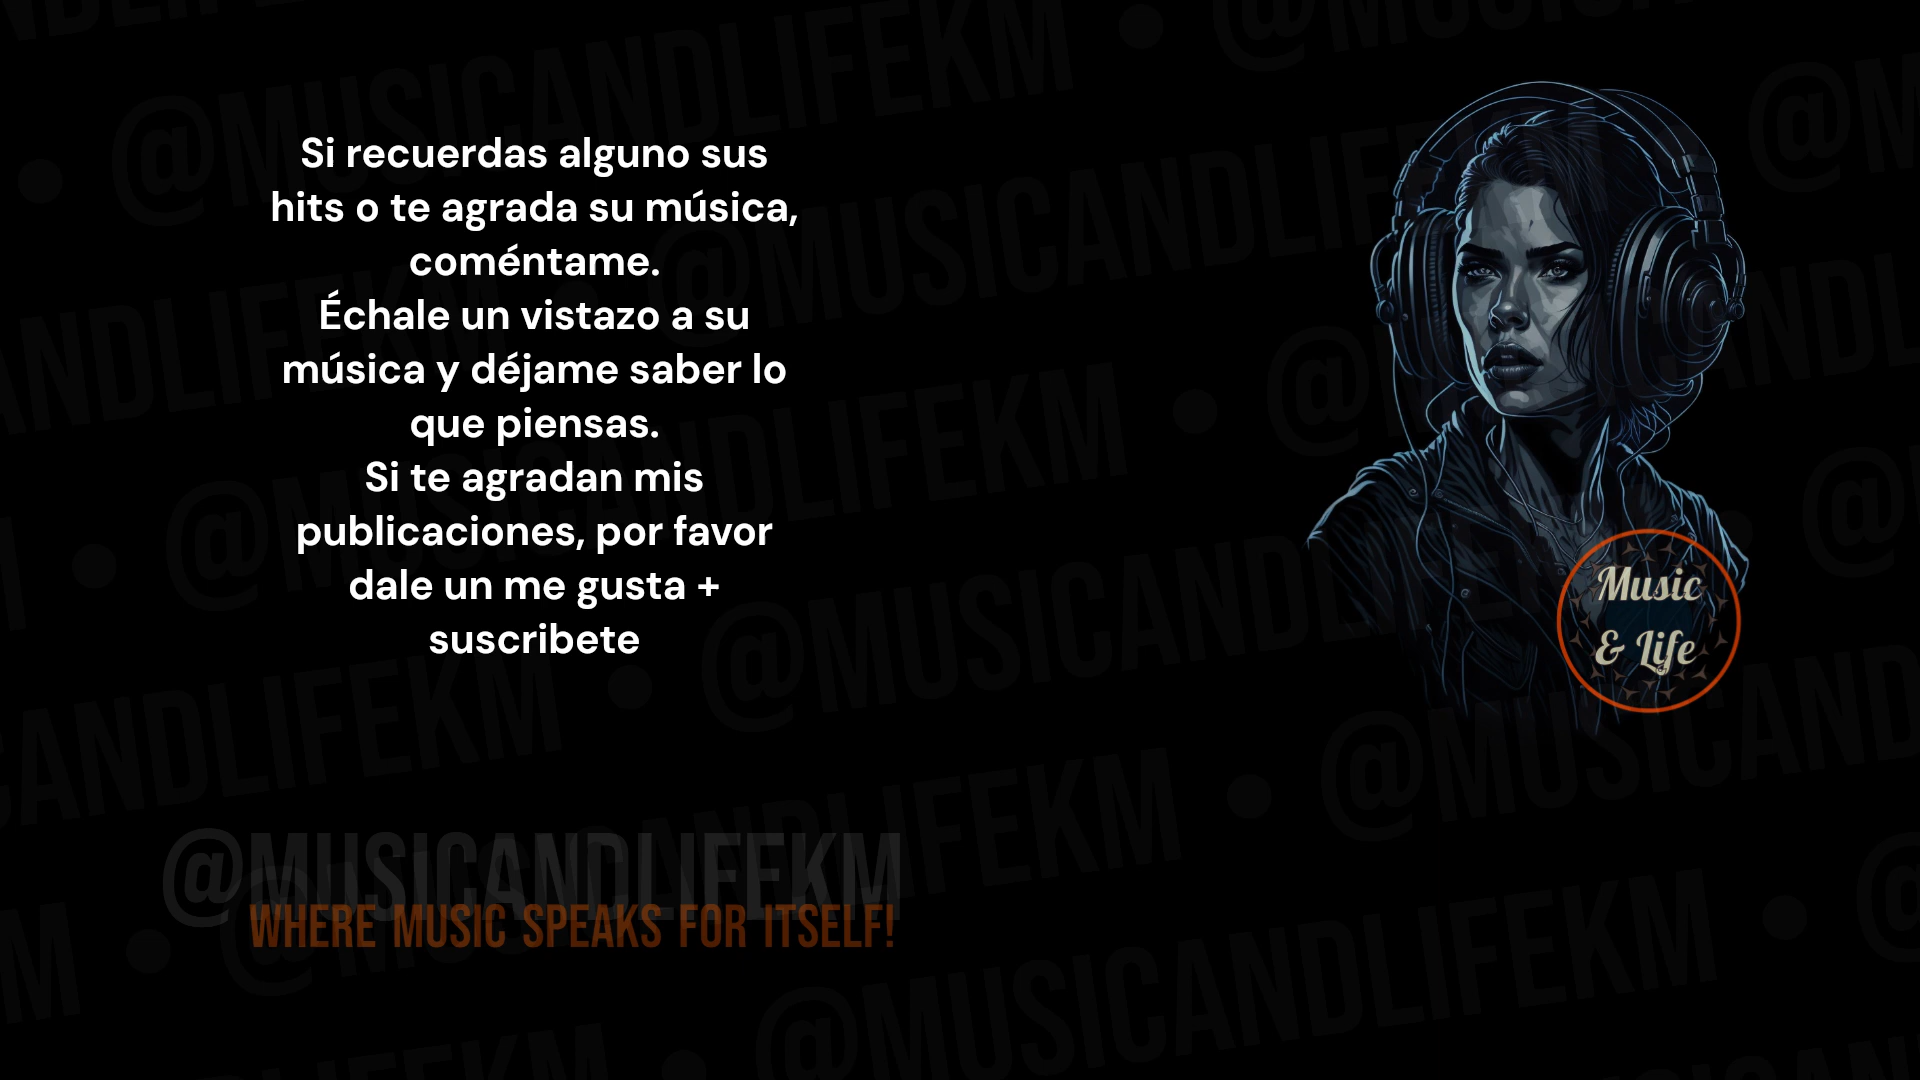 Si recuerdas alguno sus
hits o te agrada su música,
coméntame.
Échale un vistazo a su
música y déjame saber lo
que piensas.
Si te agradan mis
publicaciones, por favor
dale un me gusta +
suscribete
Music
& Life
@MUSICANDLIFEKM
WHERE MUSIC SPEAKS FOR ITSELF!